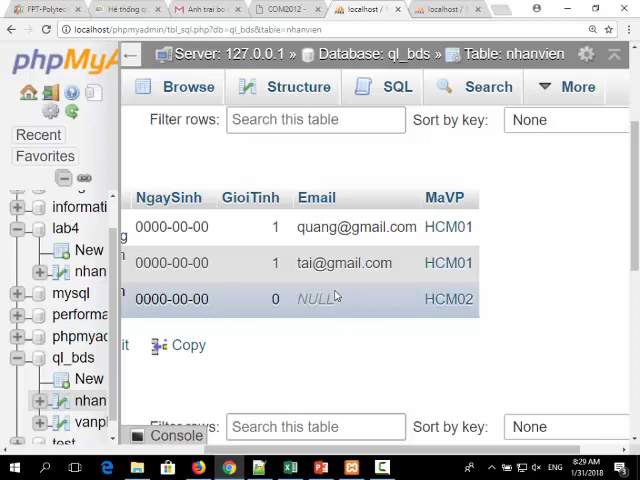 FPT-Polytec
Hệ thống q
Anh trai bo
COM2012 -
localhost / 1
localhost / 1
localhost/phpmyadmin/tbl_sql.php?db=ql_bds&table=nhanvien
phpMyA
Server: 127.0.0.1 » Database: ql_bds » Table: nhanvien
Browse Structure SQL Search More
Recent
Favorites
Filter rows: Search this table Sort by key: None
informati
lab4
New
nhan
mysql
performa
phpmyad
ql_bds
New
nhan
vanpl
test
NgaySinh GioiTinh Email MaVP
g 0000-00-00 1 quang@gmail.com HCM01
n 0000-00-00 1 tai@gmail.com HCM01
n 0000-00-00 0 NULL HCM02
it Copy
Filter rows: Search this table Sort by key: None
Console
8:29 AM
1/31/2018